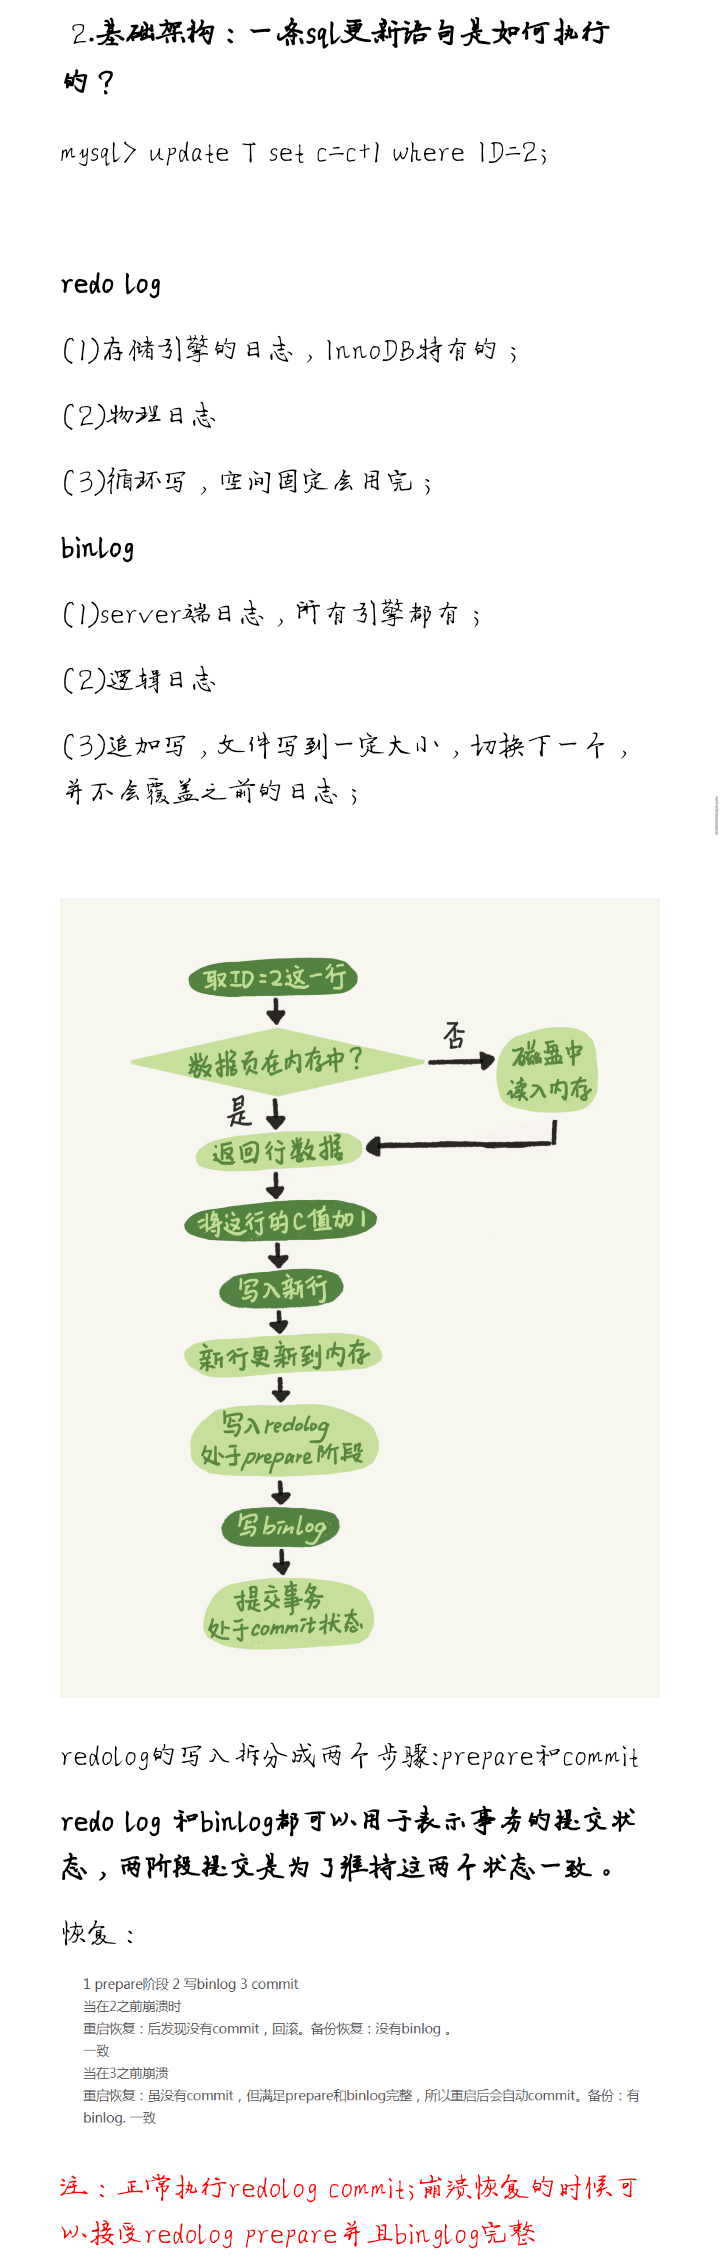 2.基础架构：一条sql更新语句是如何执行
的？
mysql> update T set c=c+1 where ID=2;
redo log
(1)存储引擎的日志，InnoDB特有的；
(2)物理日志
(3)循环写，空间固定会用完；
binlog
(1)server端日志，所有引擎都有；
(2)逻辑日志
(3)追加写，文件写到一定大小，切换下一个，
并不会覆盖之前的日志；
取ID=2这一行
数据页在内存中？
否
磁盘中
读入内存
是
返回行数据
将这行的C值加1
写入新行
新行更新到内存
写入redolog
处于prepare阶段
写binlog
提交事务
处于commit状态
redolog的写入拆分成两个步骤:prepare和commit
redo log 和binlog都可以用于表示事务的提交状
态，两阶段提交是为了维持这两个状态一致。
恢复：
1 prepare阶段 2 写binlog 3 commit
当在2之前崩溃时
重启恢复：后发现没有commit，回滚。备份恢复：没有binlog 。
一致
当在3之前崩溃
重启恢复：虽没有commit，但满足prepare和binlog完整，所以重启后会自动commit。备份：有
binlog. 一致
注：正常执行redolog commit;崩溃恢复的时候可
以接受redolog prepare并且binglog完整